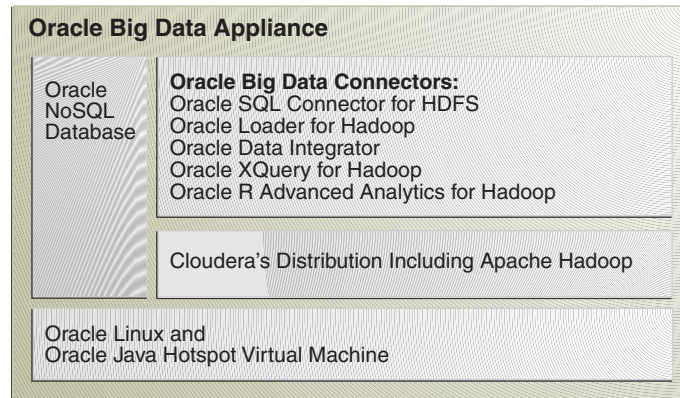 Oracle Big Data Appliance
Oracle
NoSQL
Database
Oracle Big Data Connectors:
Oracle SQL Connector for HDFS
Oracle Loader for Hadoop
Oracle Data Integrator
Oracle XQuery for Hadoop
Oracle R Advanced Analytics for Hadoop
Cloudera's Distribution Including Apache Hadoop
Oracle Linux and
Oracle Java Hotspot Virtual Machine